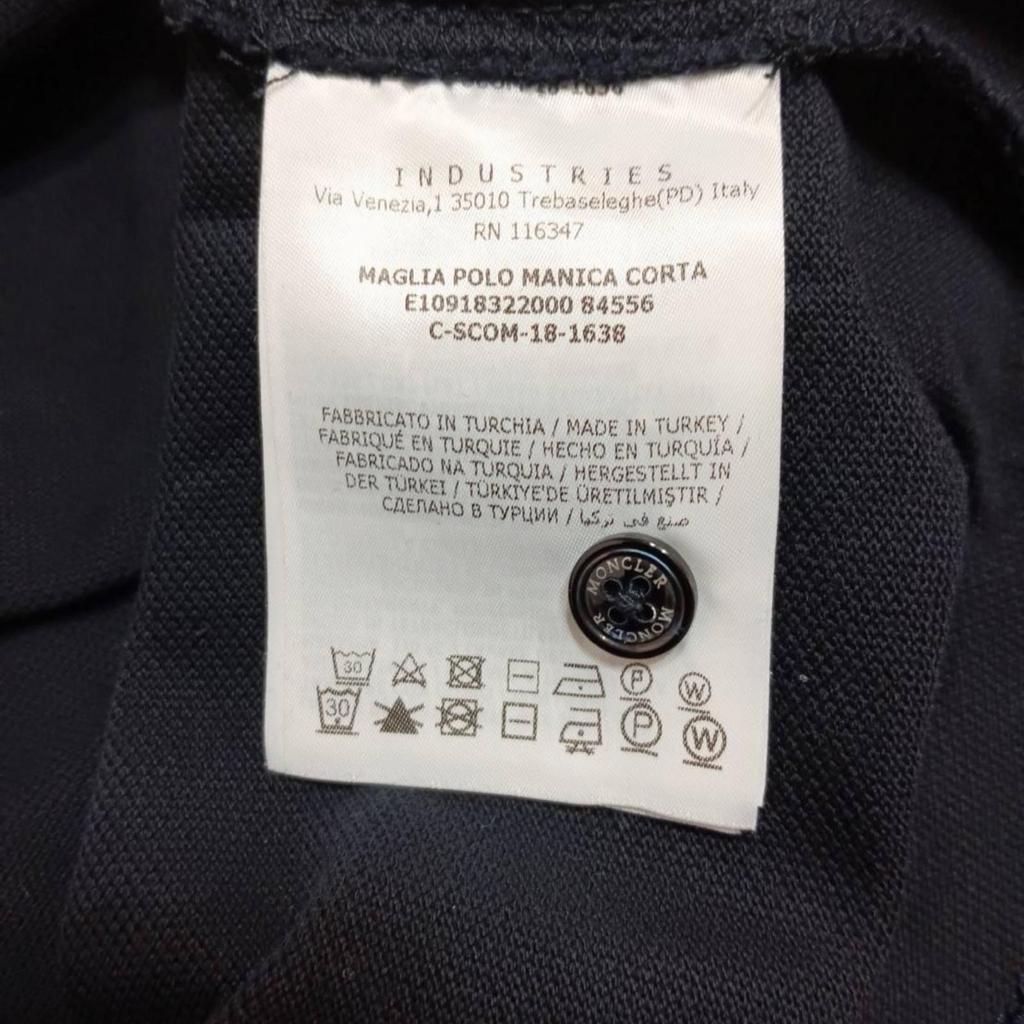 INDUSTRIES
Via Venezia,1 35010 Trebaseleghe(PD) Italy
RN 116347
MAGLIA POLO MANICA CORTA
E10918322000 84556
C-SCOM-18-1638
FABBRICATO IN TURCHIA / MADE IN TURKEY /
FABRIQUÉ EN TURQUIE / HECHO EN TURQUÍA /
FABRICADO NA TURQUIA / HERGESTELLT IN
DER TÜRKEI / TÜRKIYE'DE ÜRETILMIŞTIR /
СДЕЛАНО В ТУРЦИИ / صنع في تركيا
MONCLER MONCLER
30 P W
30 P W